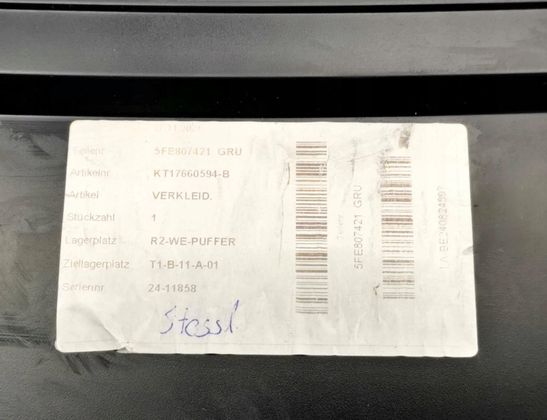 Teilenr 5FE807421 GRU
Artikelnr KT17660594-B
Artikel VERKLEID.
Stückzahl 1
Lagerplatz R2-WE-PUFFER
Ziellagerplatz T1-B-11-A-01
Seriennr 24-11858
5FE807421 GRU